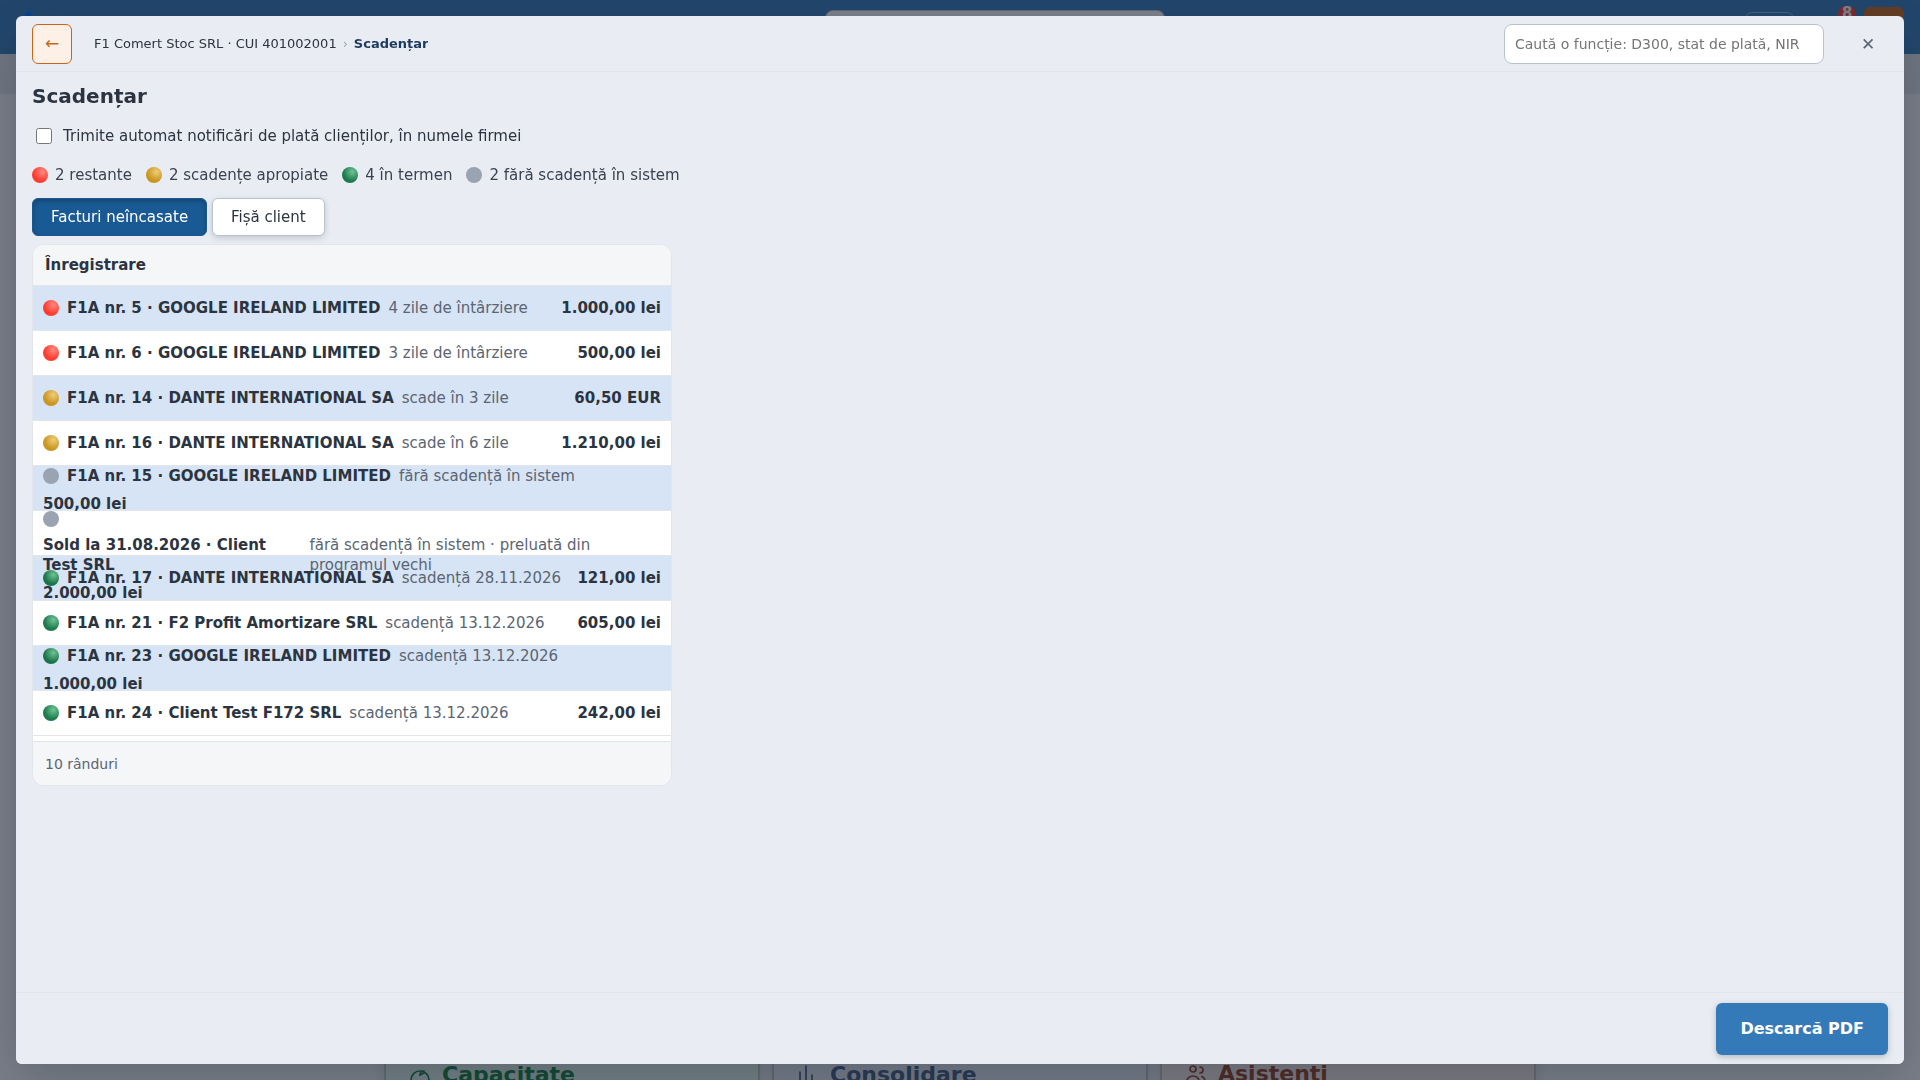 8
← F1 Comert Stoc SRL · CUI 401002001 › Scadențar Caută o funcție: D300, stat de plată, NIR ✕
Scadențar
Trimite automat notificări de plată clienților, în numele firmei
2 restante 2 scadențe apropiate 4 în termen 2 fără scadență în sistem
Facturi neîncasate Fișă client
Înregistrare
F1A nr. 5 · GOOGLE IRELAND LIMITED 4 zile de întârziere 1.000,00 lei
F1A nr. 6 · GOOGLE IRELAND LIMITED 3 zile de întârziere 500,00 lei
F1A nr. 14 · DANTE INTERNATIONAL SA scade în 3 zile 60,50 EUR
F1A nr. 16 · DANTE INTERNATIONAL SA scade în 6 zile 1.210,00 lei
F1A nr. 15 · GOOGLE IRELAND LIMITED fără scadență în sistem
500,00 lei
Sold la 31.08.2026 · Client fără scadență în sistem · preluată din
Test SRL programul vechi
F1A nr. 17 · DANTE INTERNATIONAL SA scadență 28.11.2026 121,00 lei
2.000,00 lei
F1A nr. 21 · F2 Profit Amortizare SRL scadență 13.12.2026 605,00 lei
F1A nr. 23 · GOOGLE IRELAND LIMITED scadență 13.12.2026
1.000,00 lei
F1A nr. 24 · Client Test F172 SRL scadență 13.12.2026 242,00 lei
10 rânduri
Descarcă PDF
Capacitate Consolidare Asistenți